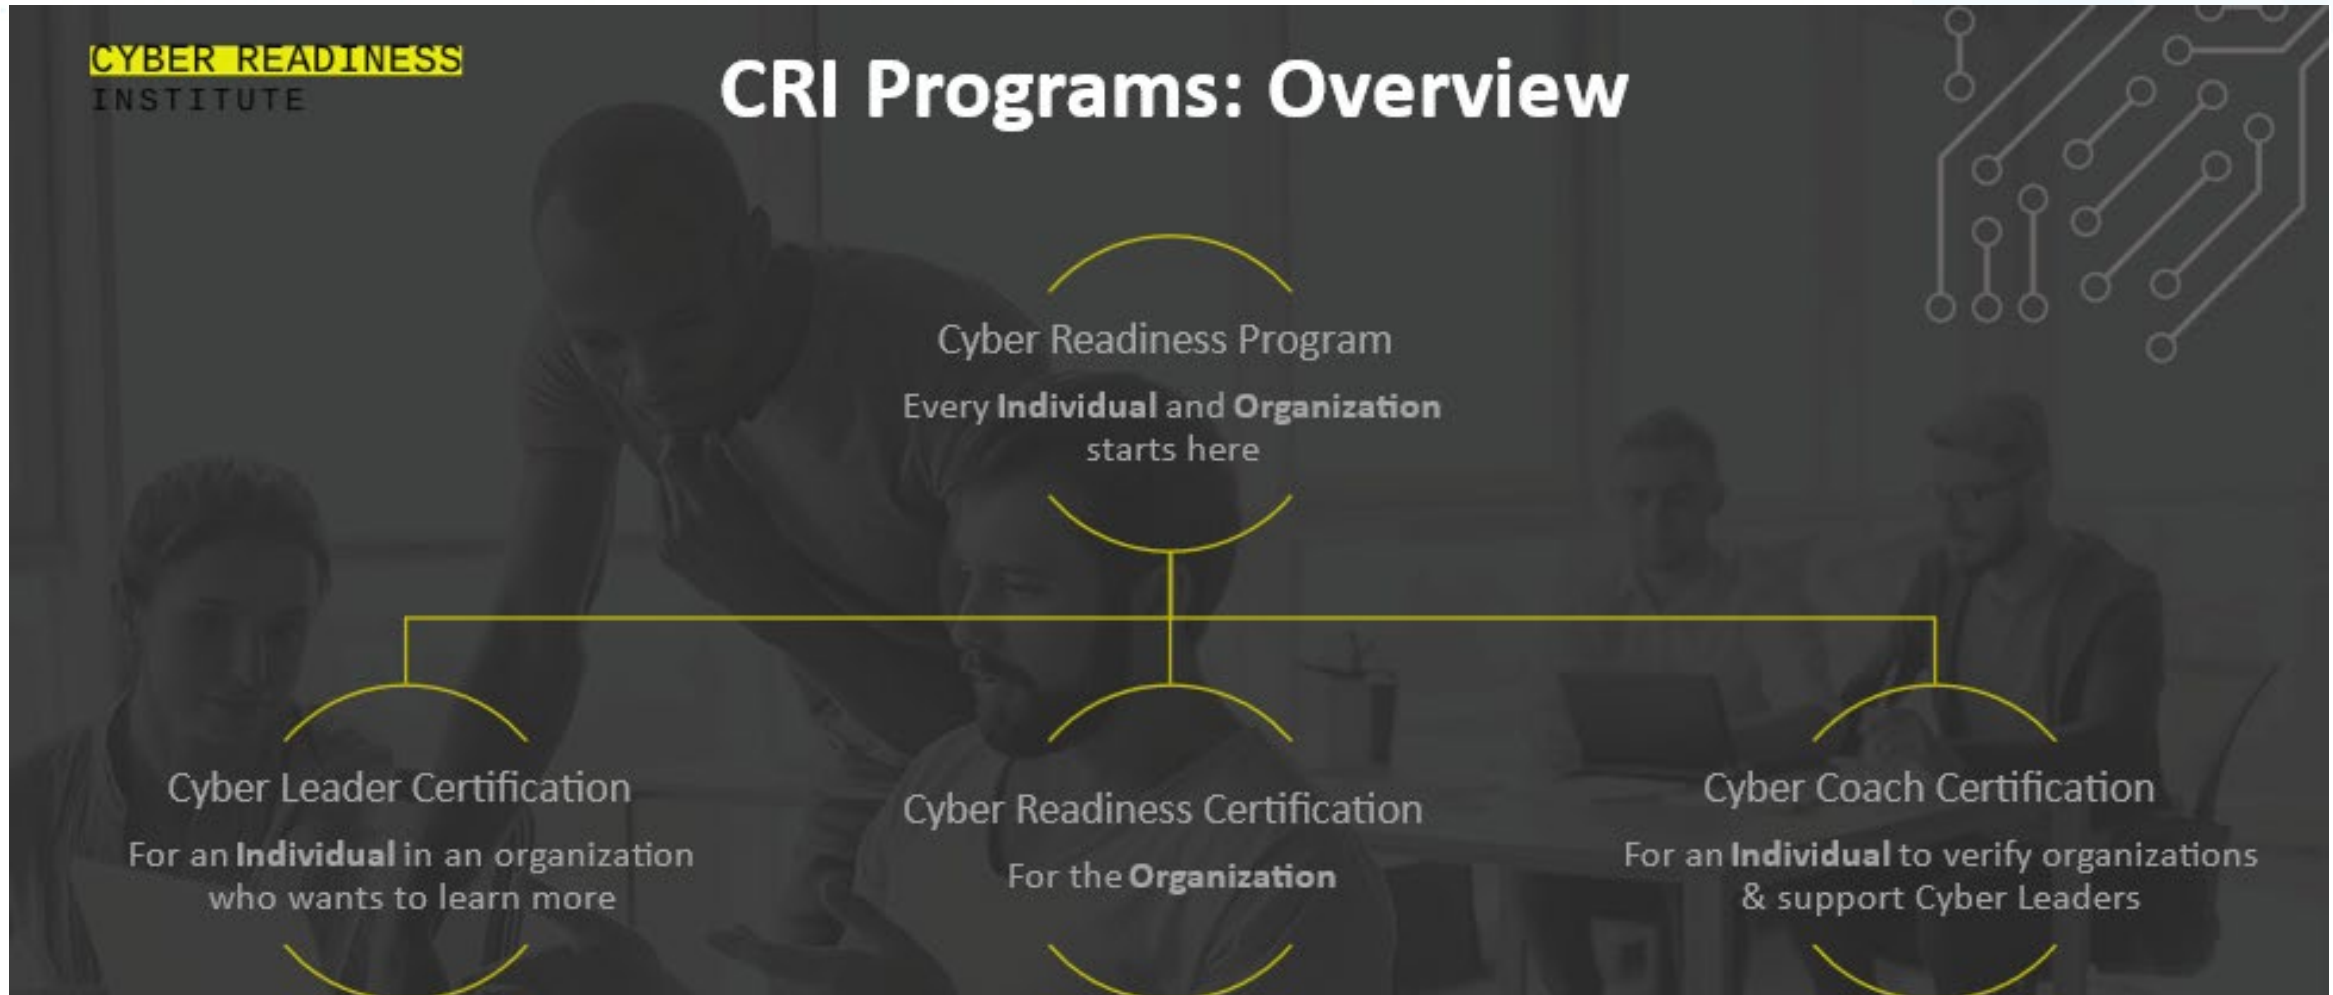 CYBER READINESS
INSTITUTE
CRI Programs: Overview
Cyber Readiness Program
Every Individual and Organization
starts here
Cyber Leader Certification
For an Individual in an organization
who wants to learn more
Cyber Readiness Certification
For the Organization
Cyber Coach Certification
For an Individual to verify organizations
& support Cyber Leaders